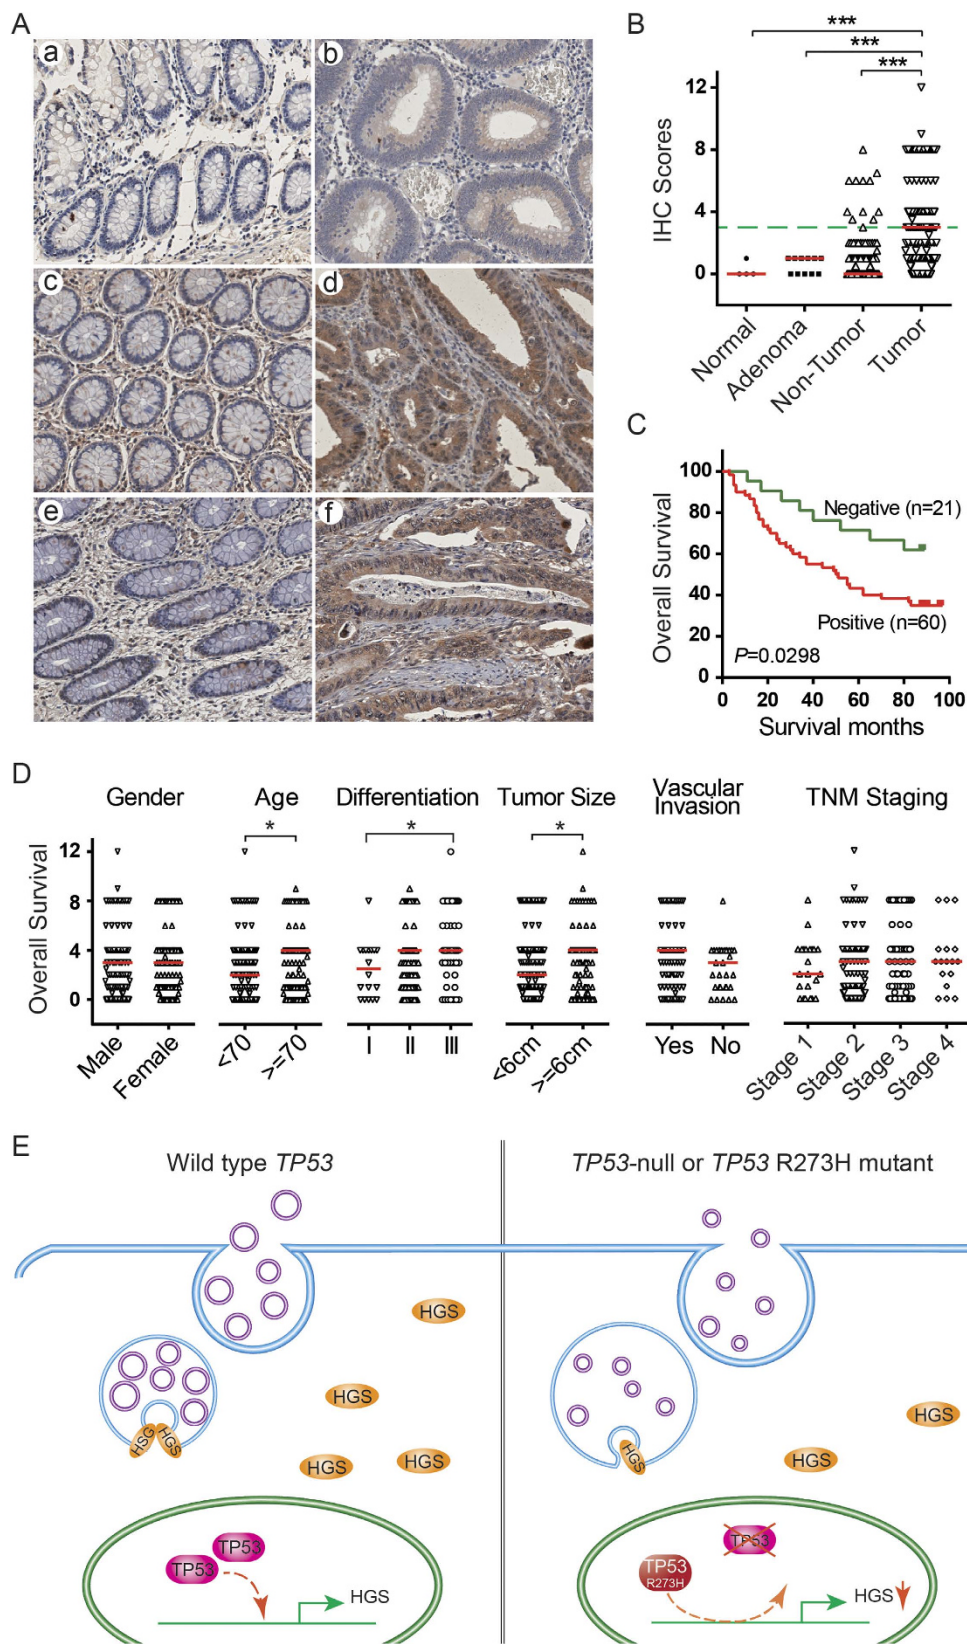 A
a
b
c
d
e
f
B
***
***
***
12
8
4
0
IHC Scores
Normal
Adenoma
Non-Tumor
Tumor
C
100
80
60
40
20
0
Overall Survival
Negative (n=21)
Positive (n=60)
P=0.0298
0 20 40 60 80 100
Survival months
D
Gender
Age
Differentiation
Tumor Size
Vascular
Invasion
TNM Staging
*
*
*
12
8
4
0
Overall Survival
Male
Female
<70
>=70
I
II
III
<6cm
>=6cm
Yes
No
Stage 1
Stage 2
Stage 3
Stage 4
E
Wild type TP53
TP53-null or TP53 R273H mutant
HGS
HGS
HGS
HGS
HSG
HGS
TP53
TP53
HGS
HGS
HGS
HGS
TP53
TP53
R273H
HGS